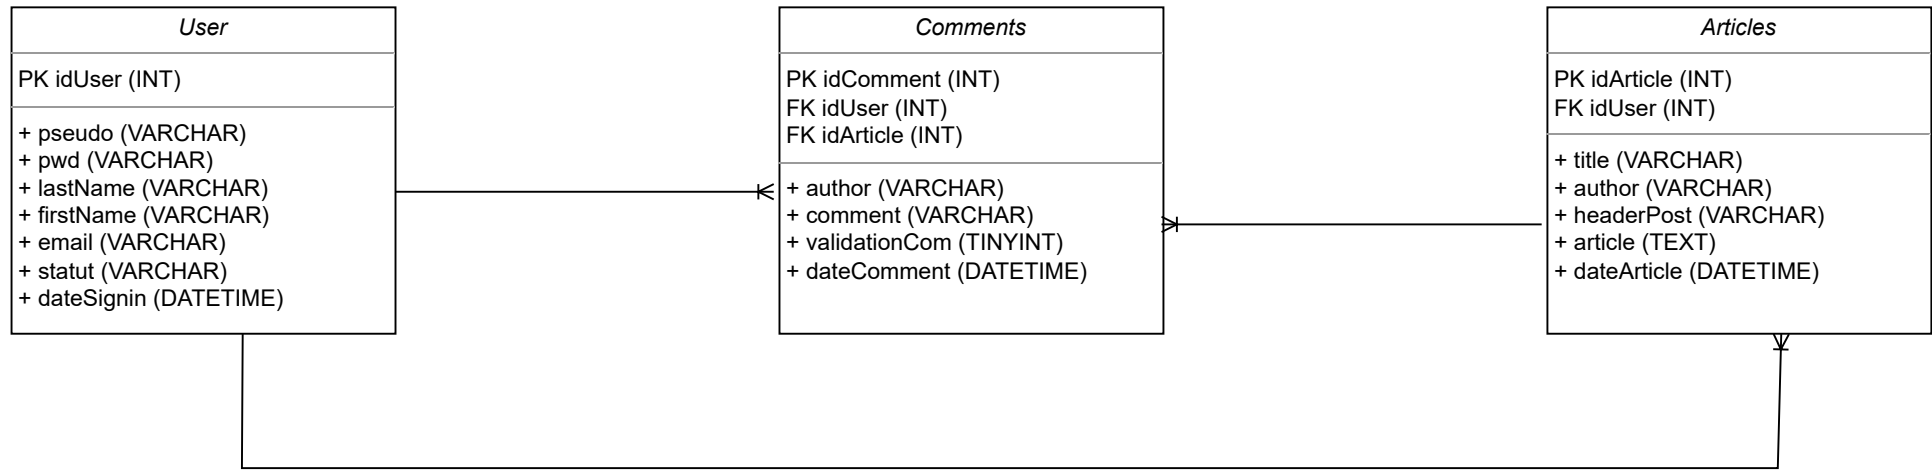 User
PK idUser (INT)
+ pseudo (VARCHAR)
+ pwd (VARCHAR)
+ lastName (VARCHAR)
+ firstName (VARCHAR)
+ email (VARCHAR)
+ statut (VARCHAR)
+ dateSignin (DATETIME)
Comments
PK idComment (INT)
FK idUser (INT)
FK idArticle (INT)
+ author (VARCHAR)
+ comment (VARCHAR)
+ validationCom (TINYINT)
+ dateComment (DATETIME)
Articles
PK idArticle (INT)
FK idUser (INT)
+ title (VARCHAR)
+ author (VARCHAR)
+ headerPost (VARCHAR)
+ article (TEXT)
+ dateArticle (DATETIME)